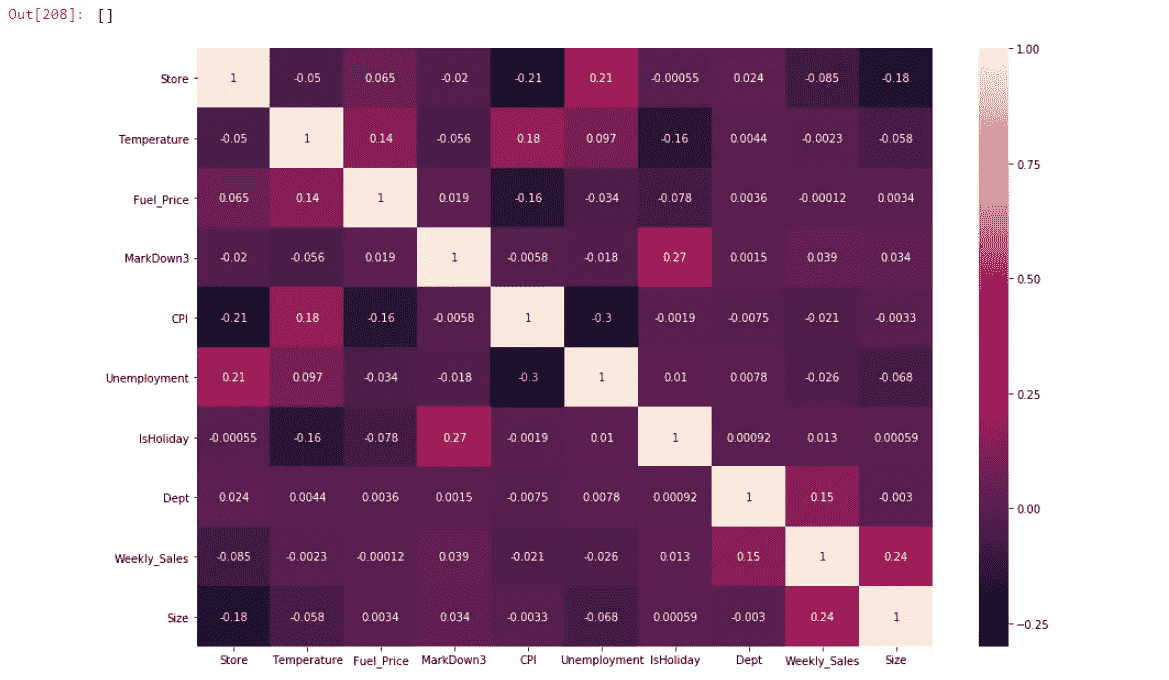 Out[208]: []
1.00
Store 1 -0.05 0.065 -0.02 -0.21 0.21 -0.00055 0.024 -0.085 -0.18
Temperature -0.05 1 0.14 -0.056 0.18 0.097 -0.16 0.0044 -0.0023 -0.058
0.75
Fuel_Price 0.065 0.14 1 0.019 -0.16 -0.034 -0.078 0.0036 -0.00012 0.0034
MarkDown3 -0.02 -0.056 0.019 1 -0.0058 -0.018 0.27 0.0015 0.039 0.034
0.50
CPI -0.21 0.18 -0.16 -0.0058 1 -0.3 -0.0019 -0.0075 -0.021 -0.0033
Unemployment 0.21 0.097 -0.034 -0.018 -0.3 1 0.01 0.0078 -0.026 -0.068
0.25
IsHoliday -0.00055 -0.16 -0.078 0.27 -0.0019 0.01 1 0.00092 0.013 0.00059
Dept 0.024 0.0044 0.0036 0.0015 -0.0075 0.0078 0.00092 1 0.15 -0.003
0.00
Weekly_Sales -0.085 -0.0023 -0.00012 0.039 -0.021 -0.026 0.013 0.15 1 0.24
Size -0.18 -0.058 0.0034 0.034 -0.0033 -0.068 0.00059 -0.003 0.24 1
−0.25
Store Temperature Fuel_Price MarkDown3 CPI Unemployment IsHoliday Dept Weekly_Sales Size